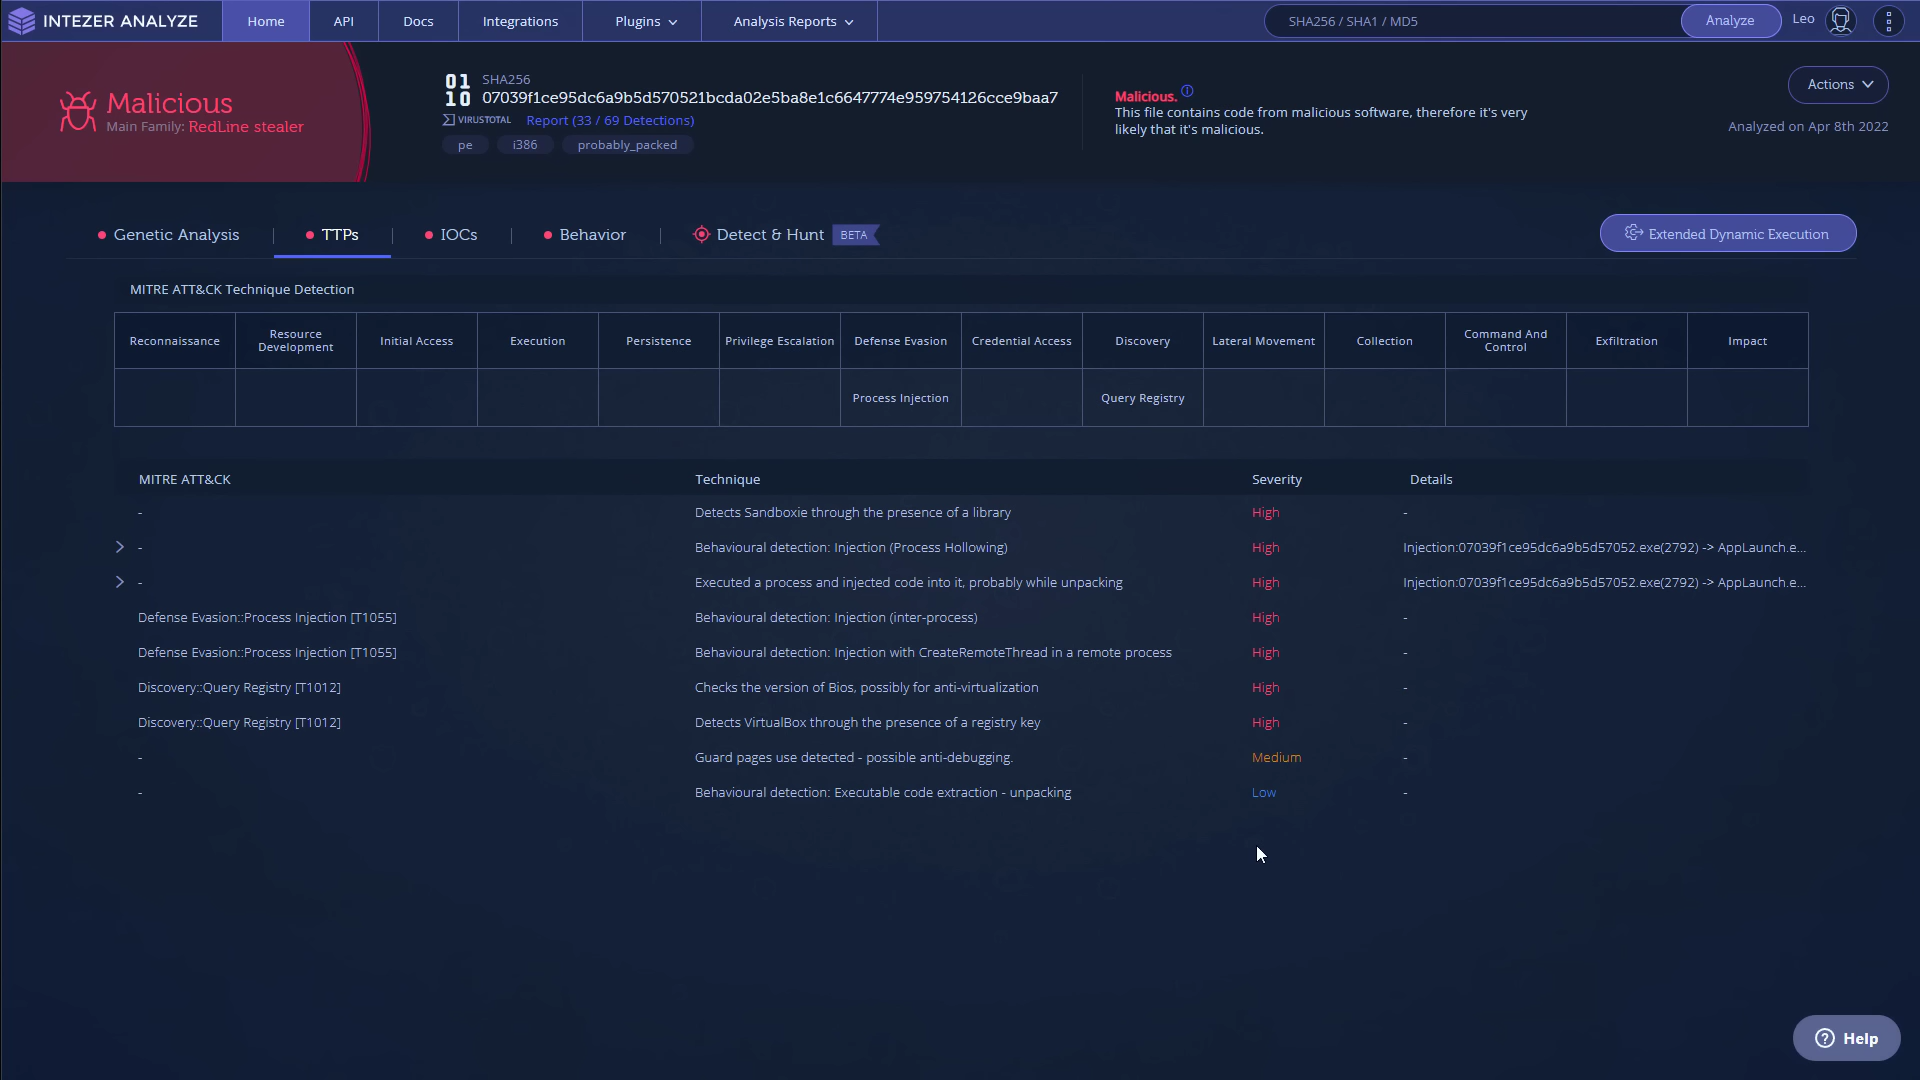 INTEZER ANALYZE
Home
API
Docs
Integrations
Plugins
Analysis Reports
SHA256 / SHA1 / MD5
Analyze
Leo
Malicious
Main Family: RedLine stealer
01
10
SHA256
07039f1ce95dc6a9b5d570521bcda02e5ba8e1c6647774e959754126cce9baa7
VIRUSTOTAL Report (33 / 69 Detections)
pe
i386
probably_packed
Malicious.
This file contains code from malicious software, therefore it's very
likely that it's malicious.
Actions
Analyzed on Apr 8th 2022
Genetic Analysis
TTPs
IOCs
Behavior
Detect & Hunt BETA
Extended Dynamic Execution
MITRE ATT&CK Technique Detection
Reconnaissance
Resource
Development
Initial Access
Execution
Persistence
Privilege Escalation
Defense Evasion
Credential Access
Discovery
Lateral Movement
Collection
Command And
Control
Exfiltration
Impact
Process Injection
Query Registry
MITRE ATT&CK Technique Severity Details
- Detects Sandboxie through the presence of a library High -
- Behavioural detection: Injection (Process Hollowing) High Injection:07039f1ce95dc6a9b5d57052.exe(2792) -> AppLaunch.e...
- Executed a process and injected code into it, probably while unpacking High Injection:07039f1ce95dc6a9b5d57052.exe(2792) -> AppLaunch.e...
Defense Evasion::Process Injection [T1055] Behavioural detection: Injection (inter-process) High -
Defense Evasion::Process Injection [T1055] Behavioural detection: Injection with CreateRemoteThread in a remote process High -
Discovery::Query Registry [T1012] Checks the version of Bios, possibly for anti-virtualization High -
Discovery::Query Registry [T1012] Detects VirtualBox through the presence of a registry key High -
- Guard pages use detected - possible anti-debugging. Medium -
- Behavioural detection: Executable code extraction - unpacking Low -
? Help